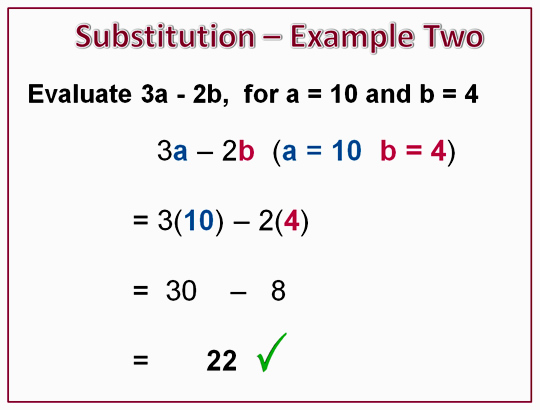 Substitution – Example Two
Evaluate 3a - 2b, for a = 10 and b = 4
3a – 2b (a = 10 b = 4)
= 3(10) – 2(4)
= 30 – 8
= 22 ✓